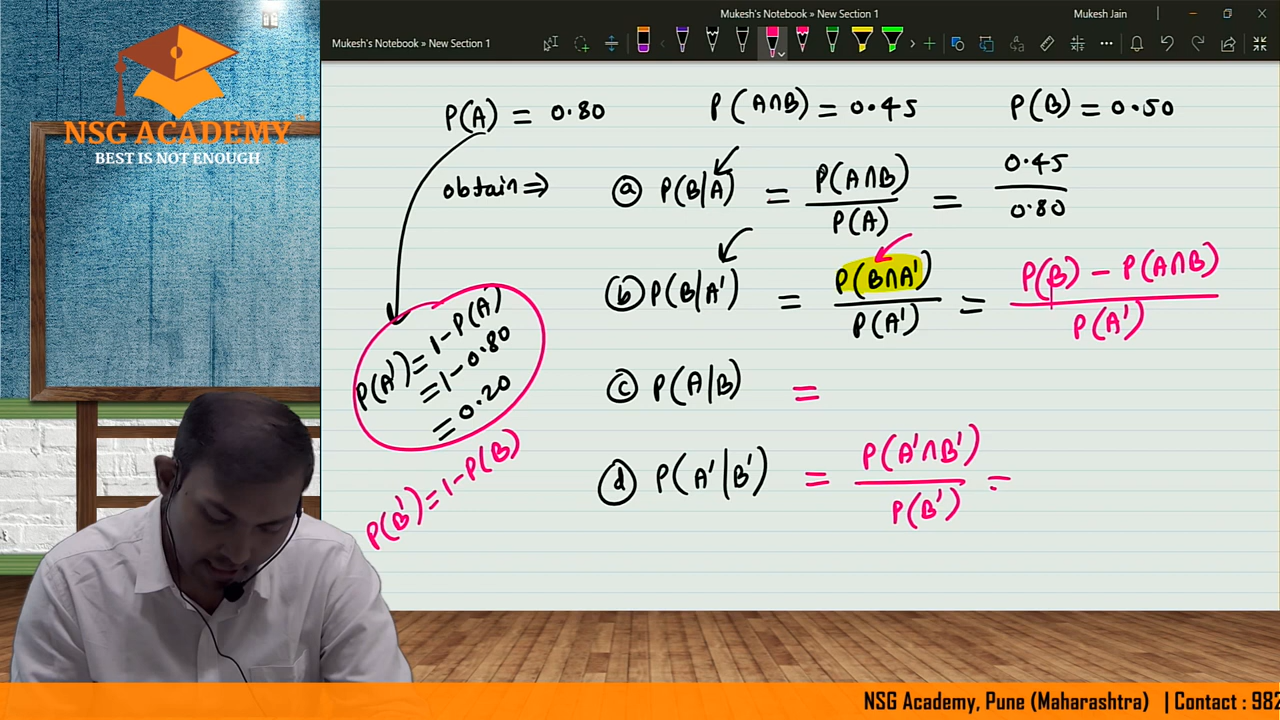 Mukesh's Notebook » New Section 1
Mukesh Jain
Mukesh's Notebook » New Section 1
NSG ACADEMY
BEST IS NOT ENOUGH
P(A) = 0.80 P(A∩B) = 0.45 P(B) = 0.50
obtain ⇒
ⓐ P(B|A) = P(A∩B) / P(A) = 0.45 / 0.80
ⓑ P(B|A') = P(B∩A') / P(A') = P(B) - P(A∩B) / P(A')
P(A') = 1-P(A)
= 1-0.80
= 0.20
ⓒ P(A|B) =
P(B') = 1-P(B)
ⓓ P(A'|B') = P(A'∩B') / P(B') =
NSG Academy, Pune (Maharashtra) | Contact : 982